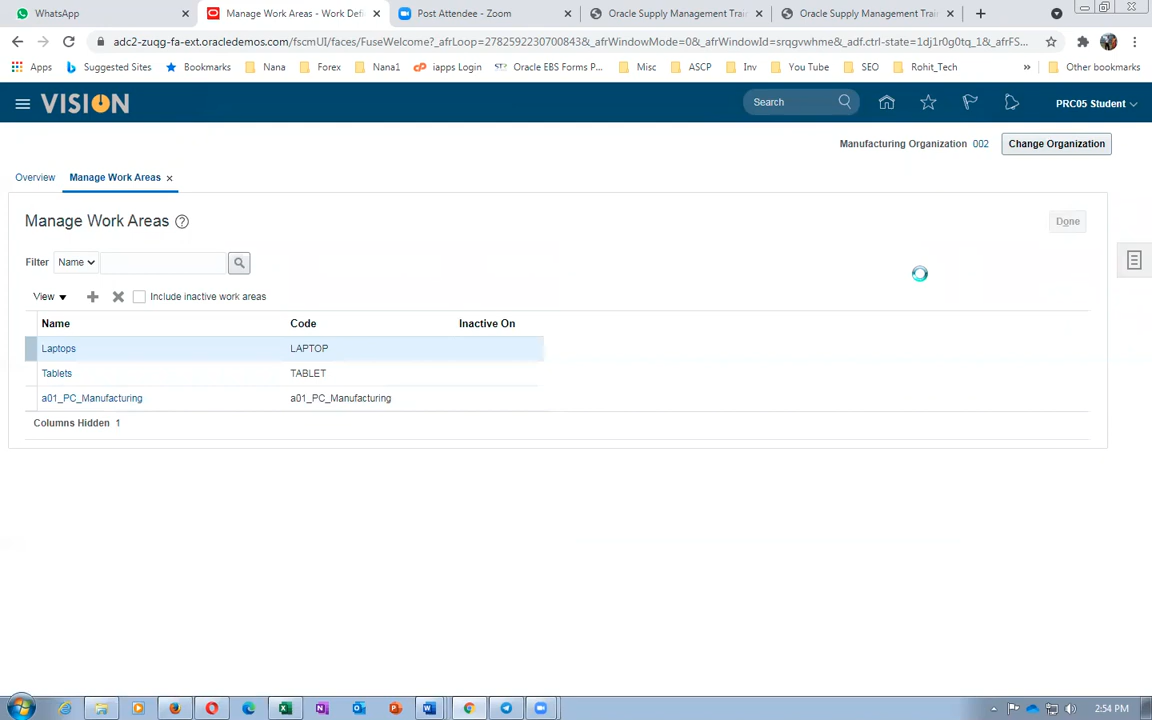 WhatsApp
Manage Work Areas - Work Defi
Post Attendee - Zoom
Oracle Supply Management Train
Oracle Supply Management Train
adc2-zuqg-fa-ext.oracledemos.com/fscmUI/faces/FuseWelcome?_afrLoop=2782592230700843&_afrWindowMode=0&_afrWindowId=srqgvwhme&_adf.ctrl-state=1dj1r0g0tq_1&_afrFS...
Apps
Suggested Sites
Bookmarks
Nana
Forex
Nana1
iapps Login
Oracle EBS Forms P...
Misc
ASCP
Inv
You Tube
SEO
Rohit_Tech
»
Other bookmarks
VISION
Search
PRC05 Student
Manufacturing Organization 002
Change Organization
Overview
Manage Work Areas
Manage Work Areas
Done
Filter Name
View
Include inactive work areas
Name Code Inactive On
Laptops LAPTOP
Tablets TABLET
a01_PC_Manufacturing a01_PC_Manufacturing
Columns Hidden 1
2:54 PM